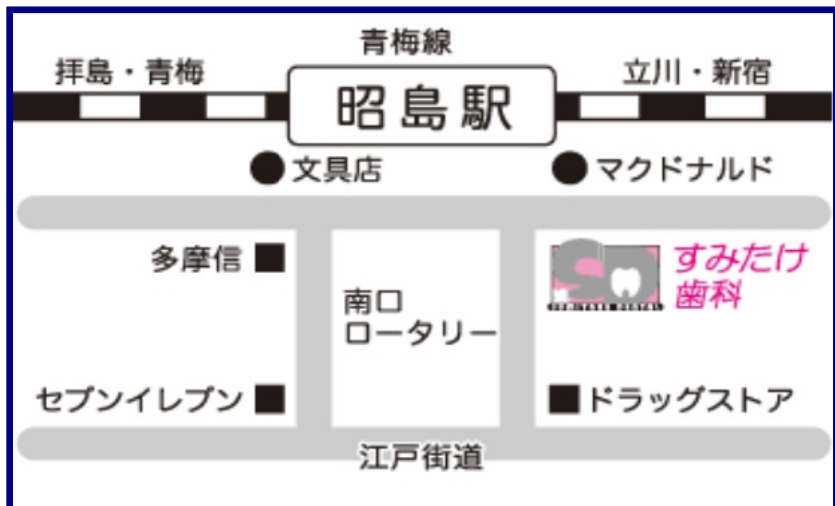 青梅線
拝島・青梅
昭島駅
立川・新宿
文具店
マクドナルド
多摩信
すみたけ
歯科
SUMITAKE DENTAL
南口
ロータリー
セブンイレブン
ドラッグストア
江戸街道